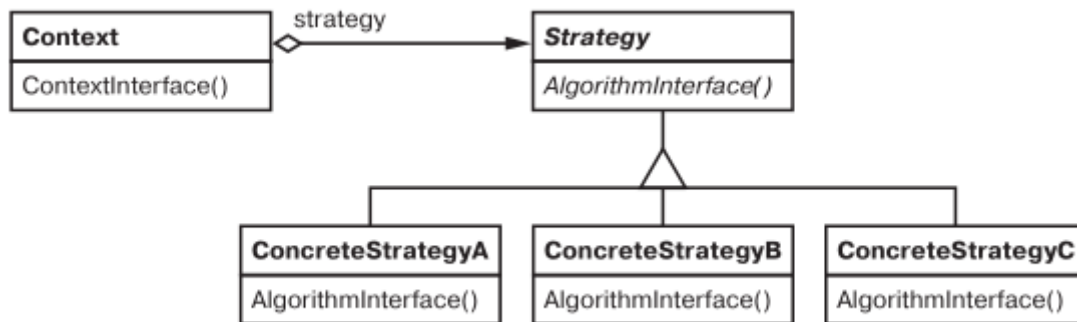 strategy
Context
Strategy
ContextInterface()
AlgorithmInterface()
ConcreteStrategyA
ConcreteStrategyB
ConcreteStrategyC
AlgorithmInterface()
AlgorithmInterface()
AlgorithmInterface()